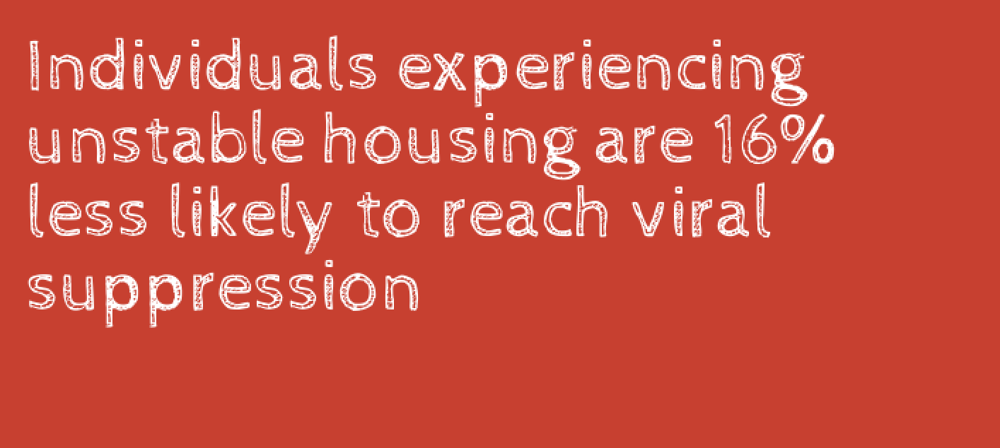 Individuals experiencing
unstable housing are 16%
less likely to reach viral
suppression